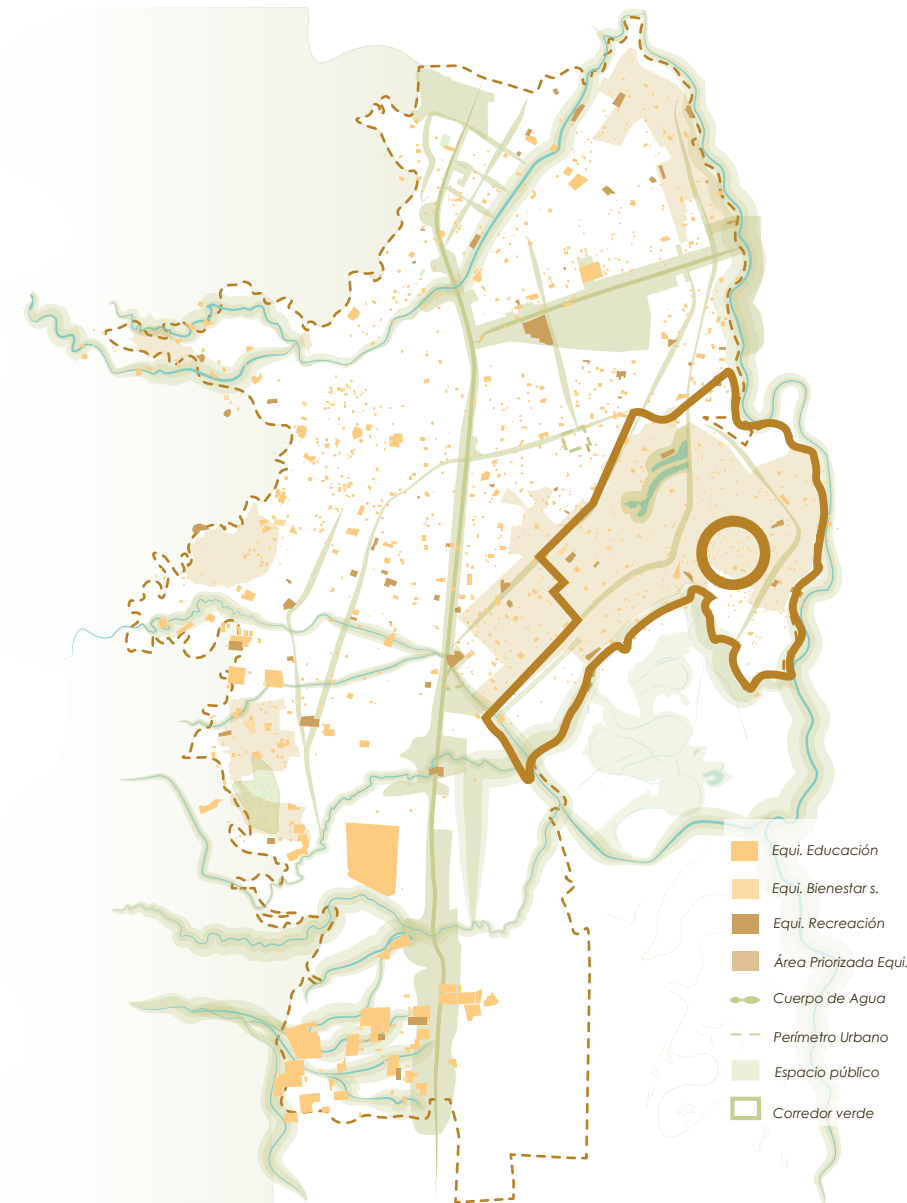 Equi. Educación
Equi. Bienestar s.
Equi. Recreación
Área Priorizada Equi.
Cuerpo de Agua
Perímetro Urbano
Espacio público
Corredor verde